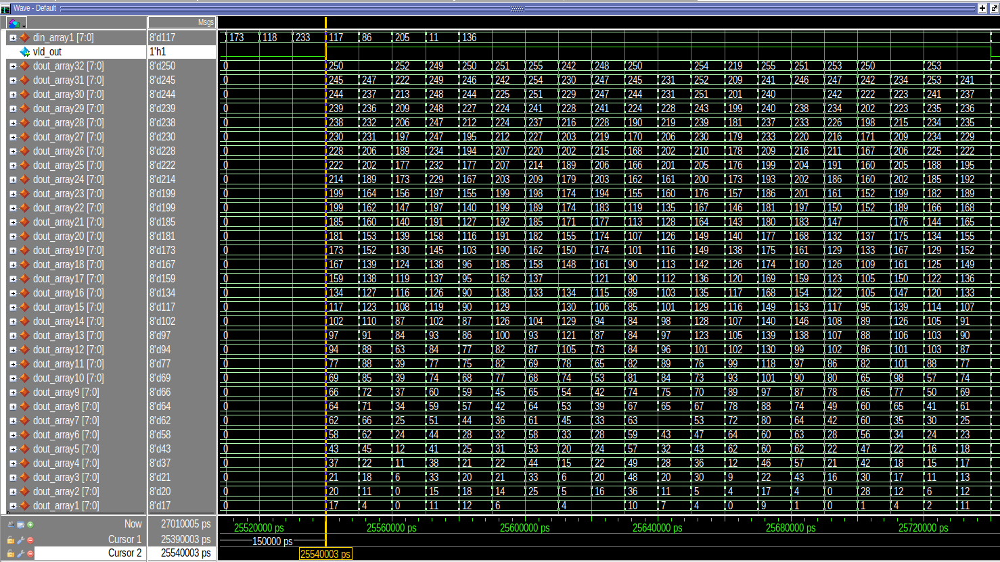 Wave - Default
Msgs
din_array1 [7:0] 8'd117 173 118 233 117 86 205 11 136
vld_out 1'h1
dout_array32 [7:0] 8'd250 0 250 252 249 250 251 255 242 248 250 254 219 255 251 253 250 253
dout_array31 [7:0] 8'd245 0 245 247 222 249 246 242 254 230 247 245 231 252 209 241 246 247 242 234 253 241
dout_array30 [7:0] 8'd244 0 244 237 213 248 244 225 251 229 247 244 231 251 201 240 242 222 223 241 237
dout_array29 [7:0] 8'd239 0 239 236 209 248 227 224 241 228 241 224 228 243 199 240 238 234 202 223 235 236
dout_array28 [7:0] 8'd238 0 238 232 206 247 212 224 237 216 228 190 219 239 181 237 233 226 198 215 234 235
dout_array27 [7:0] 8'd230 0 230 231 197 247 195 212 227 203 219 170 206 230 179 233 220 216 171 209 234 229
dout_array26 [7:0] 8'd228 0 228 206 189 234 194 207 220 202 215 168 202 210 178 209 216 211 167 206 225 222
dout_array25 [7:0] 8'd222 0 222 202 177 232 177 207 214 189 206 166 201 205 176 199 204 191 160 205 188 195
dout_array24 [7:0] 8'd214 0 214 189 173 229 167 203 209 179 203 162 161 200 173 193 202 186 160 202 185 192
dout_array23 [7:0] 8'd199 0 199 164 156 197 155 199 198 174 194 155 160 176 157 186 201 161 152 199 182 189
dout_array22 [7:0] 8'd199 0 199 162 147 197 140 199 189 174 183 119 135 167 146 181 197 150 152 189 166 168
dout_array21 [7:0] 8'd185 0 185 160 140 191 127 192 185 171 177 113 128 164 143 180 183 147 176 144 165
dout_array20 [7:0] 8'd181 0 181 153 139 158 116 191 182 155 174 107 126 149 140 177 168 132 137 175 134 155
dout_array19 [7:0] 8'd173 0 173 152 130 145 103 190 162 150 174 101 116 149 138 175 161 129 133 167 129 152
dout_array18 [7:0] 8'd167 0 167 139 124 138 96 185 158 148 161 90 113 142 126 174 160 126 109 161 125 149
dout_array17 [7:0] 8'd159 0 159 138 119 137 95 162 137 121 90 112 136 120 169 159 123 105 150 122 136
dout_array16 [7:0] 8'd134 0 134 127 116 126 90 138 133 134 115 89 103 135 117 168 154 122 105 147 120 133
dout_array15 [7:0] 8'd117 0 117 123 108 119 90 129 130 106 85 101 129 116 149 153 117 95 139 114 107
dout_array14 [7:0] 8'd102 0 102 110 87 102 87 126 104 129 94 84 98 128 107 140 146 108 89 126 105 91
dout_array13 [7:0] 8'd97 0 97 91 84 93 86 100 93 121 87 84 97 123 105 139 138 107 88 106 103 90
dout_array12 [7:0] 8'd94 0 94 88 63 84 77 82 87 105 73 84 96 101 102 130 99 102 86 101 103 87
dout_array11 [7:0] 8'd77 0 77 88 39 77 75 82 69 78 65 82 89 76 99 118 97 86 82 101 88 77
dout_array10 [7:0] 8'd69 0 69 85 39 74 68 77 68 74 53 81 84 73 93 101 90 80 65 98 57 74
dout_array9 [7:0] 8'd66 0 66 72 37 60 59 45 65 54 42 74 75 70 89 97 87 78 65 77 50 69
dout_array8 [7:0] 8'd64 0 64 71 34 59 57 42 64 53 39 67 65 67 78 88 74 49 60 65 41 61
dout_array7 [7:0] 8'd62 0 62 66 25 51 44 36 61 45 33 63 53 72 80 64 42 60 35 30 25
dout_array6 [7:0] 8'd58 0 58 62 24 44 28 32 58 33 28 59 43 47 64 60 63 28 56 34 24 23
dout_array5 [7:0] 8'd43 0 43 45 12 41 25 31 53 20 24 57 32 43 62 60 62 22 47 22 16 18
dout_array4 [7:0] 8'd37 0 37 22 11 38 21 22 44 15 22 49 28 36 12 46 57 21 42 18 15 17
dout_array3 [7:0] 8'd21 0 21 18 6 33 20 21 33 6 20 48 20 30 9 22 43 16 30 17 11 13
dout_array2 [7:0] 8'd20 0 20 11 0 15 18 14 25 5 16 36 11 5 4 17 4 0 28 12 6 12
dout_array1 [7:0] 8'd17 0 17 4 0 11 12 6 4 10 7 4 0 9 1 0 1 4 2 11
Now 27010005 ps 25520000 ps 25560000 ps 25600000 ps 25640000 ps 25680000 ps 25720000 ps
Cursor 1 25390003 ps 150000 ps
Cursor 2 25540003 ps 25540003 ps